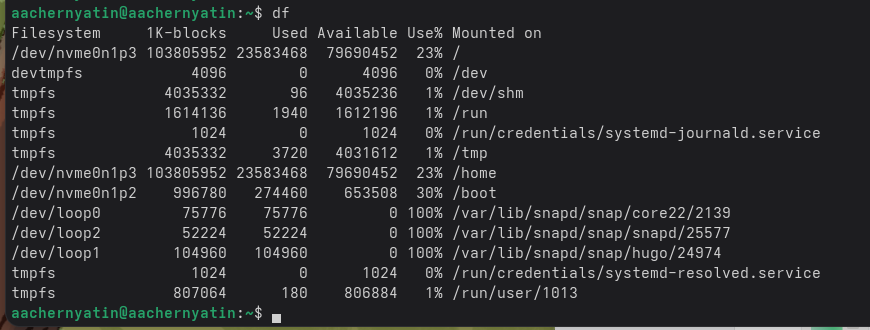 aachernyatin@aachernyatin:~$ df
Filesystem     1K-blocks     Used Available Use% Mounted on
/dev/nvme0n1p3 103805952 23583468  79690452  23% /
devtmpfs            4096        0      4096   0% /dev
tmpfs            4035332       96   4035236   1% /dev/shm
tmpfs            1614136     1940   1612196   1% /run
tmpfs               1024        0      1024   0% /run/credentials/systemd-journald.service
tmpfs            4035332     3720   4031612   1% /tmp
/dev/nvme0n1p3 103805952 23583468  79690452  23% /home
/dev/nvme0n1p2    996780   274460    653508  30% /boot
/dev/loop0         75776    75776         0 100% /var/lib/snapd/snap/core22/2139
/dev/loop2         52224    52224         0 100% /var/lib/snapd/snap/snapd/25577
/dev/loop1        104960   104960         0 100% /var/lib/snapd/snap/hugo/24974
tmpfs               1024        0      1024   0% /run/credentials/systemd-resolved.service
tmpfs             807064      180    806884   1% /run/user/1013
aachernyatin@aachernyatin:~$